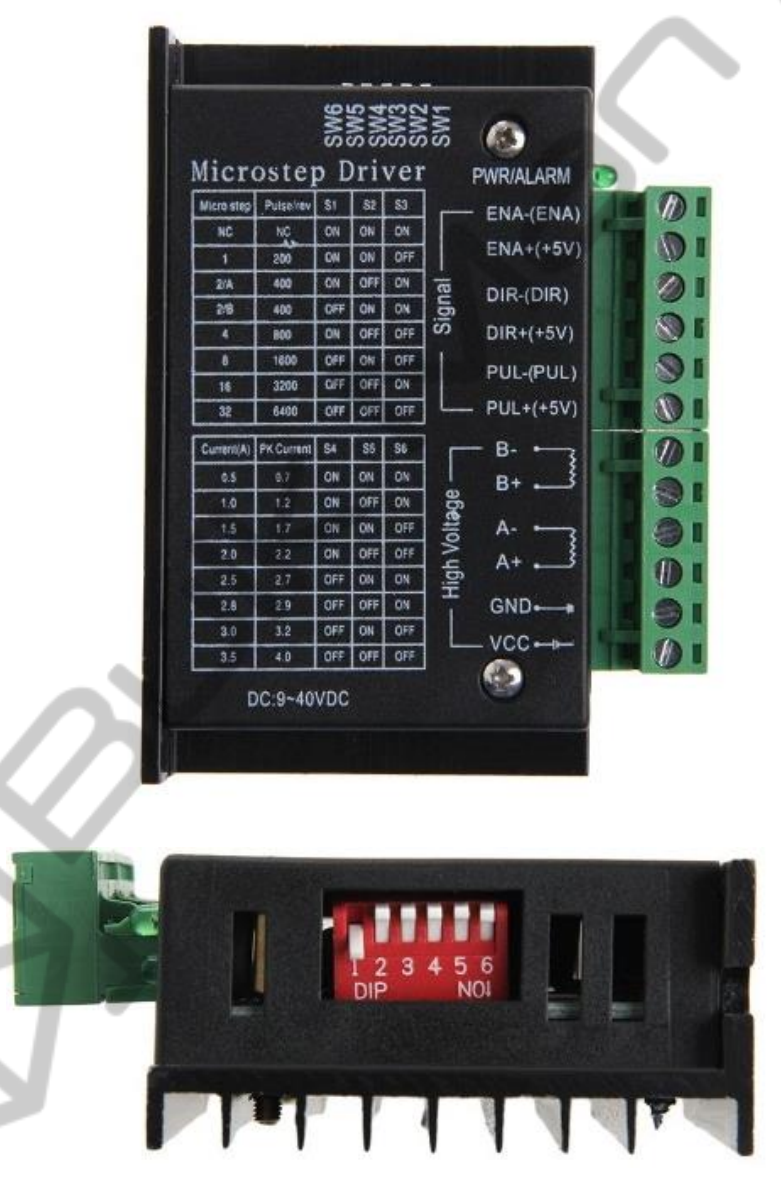 SW6
SW5
SW4
SW3
SW2
SW1
Microstep Driver
PWR/ALARM
Micro step Pulse/rev S1 S2 S3
NC NC ON ON ON
1 200 ON ON OFF
2/A 400 ON OFF ON
2/B 400 OFF ON ON
4 800 ON OFF OFF
8 1600 OFF ON OFF
16 3200 OFF OFF ON
32 6400 OFF OFF OFF
Signal
ENA-(ENA)
ENA+(+5V)
DIR-(DIR)
DIR+(+5V)
PUL-(PUL)
PUL+(+5V)
Current(A) PK Current S4 S5 S6
0.5 0.7 ON ON ON
1.0 1.2 ON OFF ON
1.5 1.7 ON ON OFF
2.0 2.2 ON OFF OFF
2.5 2.7 OFF ON ON
2.8 2.9 OFF OFF ON
3.0 3.2 OFF ON OFF
3.5 4.0 OFF OFF OFF
High Voltage
B-
B+
A-
A+
GND
VCC
DC:9~40VDC
1 2 3 4 5 6
DIP NO↓